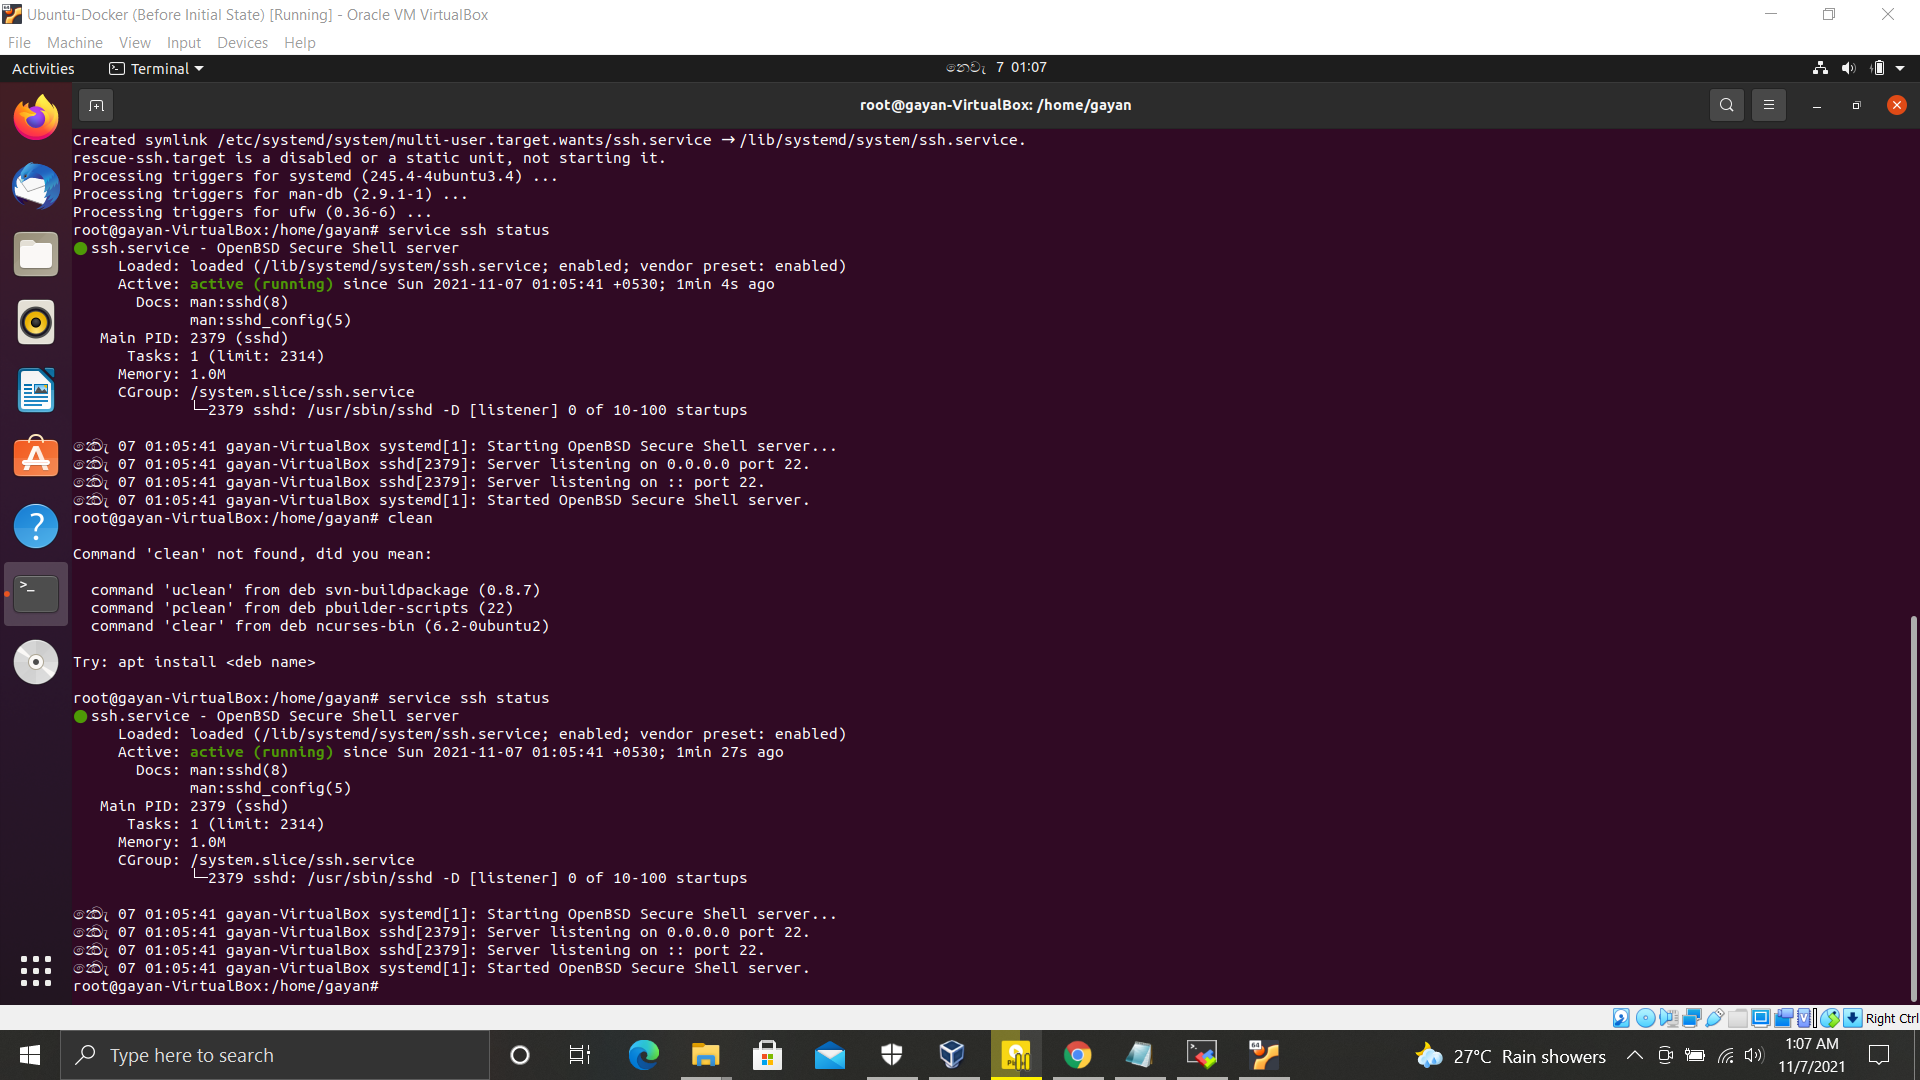 Ubuntu-Docker (Before Initial State) [Running] - Oracle VM VirtualBox
File Machine View Input Devices Help
Activities Terminal නොවැ 7 01:07
root@gayan-VirtualBox: /home/gayan
Created symlink /etc/systemd/system/multi-user.target.wants/ssh.service → /lib/systemd/system/ssh.service.
rescue-ssh.target is a disabled or a static unit, not starting it.
Processing triggers for systemd (245.4-4ubuntu3.4) ...
Processing triggers for man-db (2.9.1-1) ...
Processing triggers for ufw (0.36-6) ...
root@gayan-VirtualBox:/home/gayan# service ssh status
● ssh.service - OpenBSD Secure Shell server
Loaded: loaded (/lib/systemd/system/ssh.service; enabled; vendor preset: enabled)
Active: active (running) since Sun 2021-11-07 01:05:41 +0530; 1min 4s ago
Docs: man:sshd(8)
man:sshd_config(5)
Main PID: 2379 (sshd)
Tasks: 1 (limit: 2314)
Memory: 1.0M
CGroup: /system.slice/ssh.service
└─2379 sshd: /usr/sbin/sshd -D [listener] 0 of 10-100 startups
07 01:05:41 gayan-VirtualBox systemd[1]: Starting OpenBSD Secure Shell server...
07 01:05:41 gayan-VirtualBox sshd[2379]: Server listening on 0.0.0.0 port 22.
07 01:05:41 gayan-VirtualBox sshd[2379]: Server listening on :: port 22.
07 01:05:41 gayan-VirtualBox systemd[1]: Started OpenBSD Secure Shell server.
root@gayan-VirtualBox:/home/gayan# clean
Command 'clean' not found, did you mean:
command 'uclean' from deb svn-buildpackage (0.8.7)
command 'pclean' from deb pbuilder-scripts (22)
command 'clear' from deb ncurses-bin (6.2-0ubuntu2)
Try: apt install <deb name>
root@gayan-VirtualBox:/home/gayan# service ssh status
● ssh.service - OpenBSD Secure Shell server
Loaded: loaded (/lib/systemd/system/ssh.service; enabled; vendor preset: enabled)
Active: active (running) since Sun 2021-11-07 01:05:41 +0530; 1min 27s ago
Docs: man:sshd(8)
man:sshd_config(5)
Main PID: 2379 (sshd)
Tasks: 1 (limit: 2314)
Memory: 1.0M
CGroup: /system.slice/ssh.service
└─2379 sshd: /usr/sbin/sshd -D [listener] 0 of 10-100 startups
07 01:05:41 gayan-VirtualBox systemd[1]: Starting OpenBSD Secure Shell server...
07 01:05:41 gayan-VirtualBox sshd[2379]: Server listening on 0.0.0.0 port 22.
07 01:05:41 gayan-VirtualBox sshd[2379]: Server listening on :: port 22.
07 01:05:41 gayan-VirtualBox systemd[1]: Started OpenBSD Secure Shell server.
root@gayan-VirtualBox:/home/gayan#
Right Ctrl
Type here to search
27°C Rain showers
1:07 AM
11/7/2021